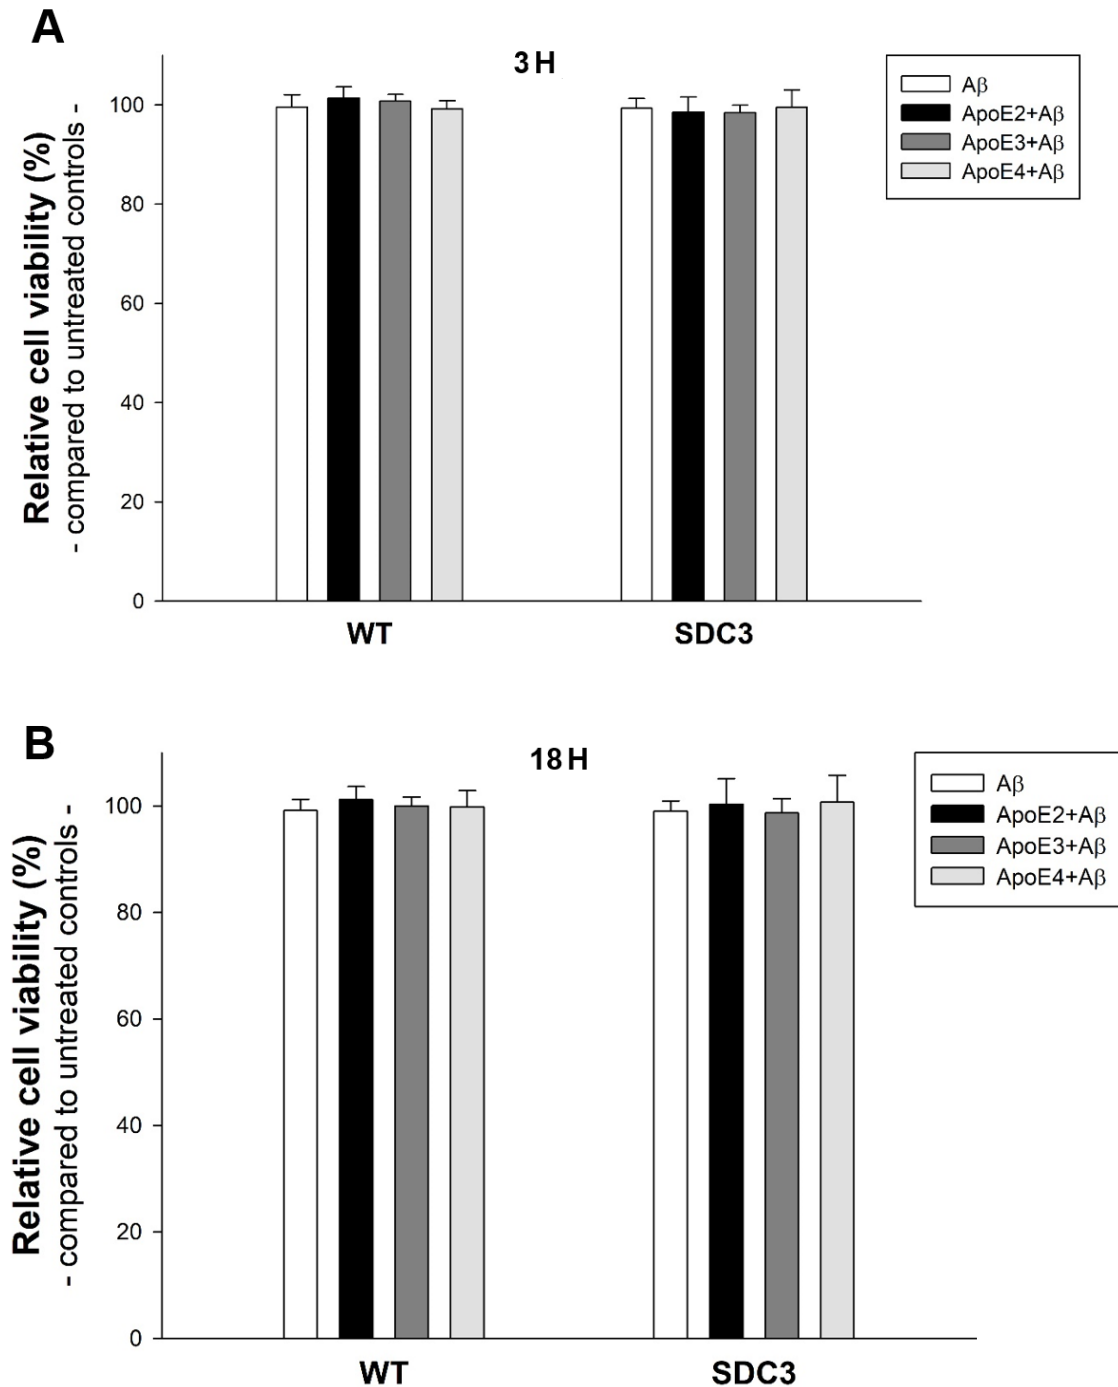 A
3 H
Relative cell viability (%)
- compared to untreated controls -
100
80
60
40
20
0
WT
SDC3
Aβ
ApoE2+Aβ
ApoE3+Aβ
ApoE4+Aβ
B
18 H
Relative cell viability (%)
- compared to untreated controls -
100
80
60
40
20
0
WT
SDC3
Aβ
ApoE2+Aβ
ApoE3+Aβ
ApoE4+Aβ